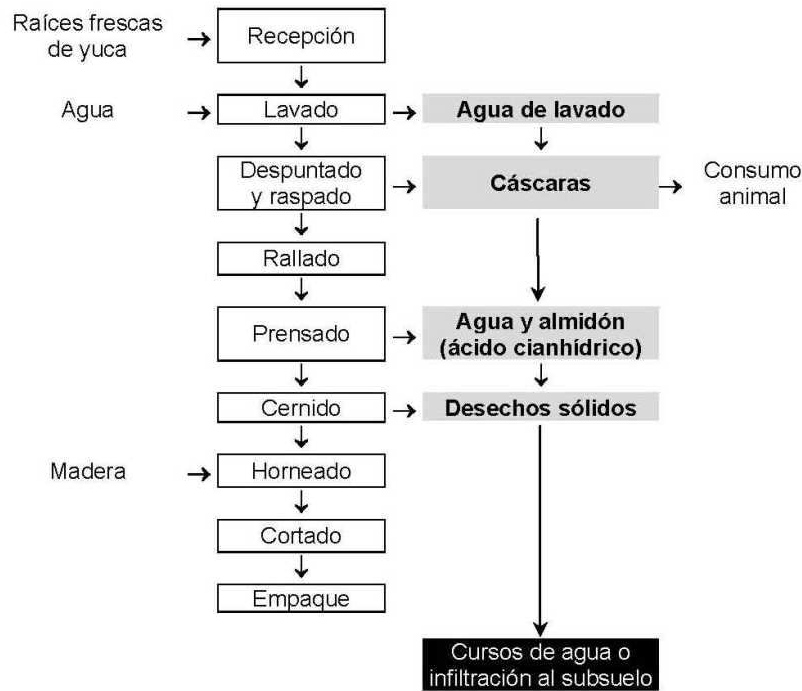 Raíces frescas
de yuca
Recepción
Agua
Lavado
Agua de lavado
Despuntado
y raspado
Cáscaras
Consumo
animal
Rallado
Prensado
Agua y almidón
(ácido cianhídrico)
Cernido
Desechos sólidos
Madera
Horneado
Cortado
Empaque
Cursos de agua o
infiltración al subsuelo